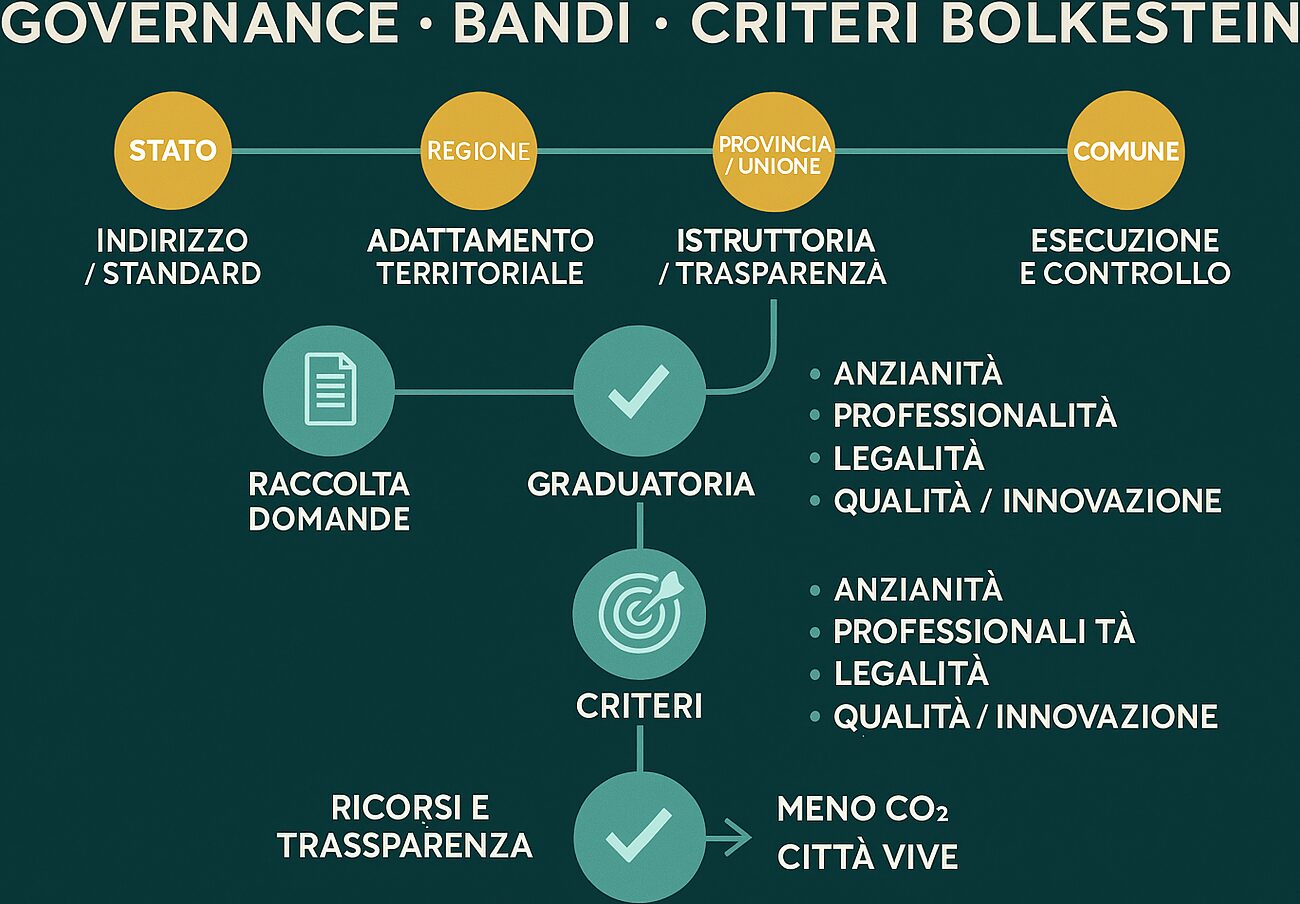 GOVERNANCE • BANDI • CRITERI BOLKESTEIN
STATO
REGIONE
PROVINCIA
/ UNIONE
COMUNE
INDIRIZZO
/ STANDARD
ADATTAMENTO
TERRITORIALE
ISTRUTTORIA
/ TRASPARENZÀ
ESECUZIONE
E CONTROLLO
RACCOLTA
DOMANDE
GRADUATORIA
• ANZIANITÀ
• PROFESSIONALITÀ
• LEGALITÀ
• QUALITÀ / INNOVAZIONE
CRITERI
• ANZIANITÀ
• PROFESSIONALI TÀ
• LEGALITÀ
• QUALITÀ / INNOVAZIONE
RICORSI E
TRASSPARENZA
MENO CO₂
CITTÀ VIVE